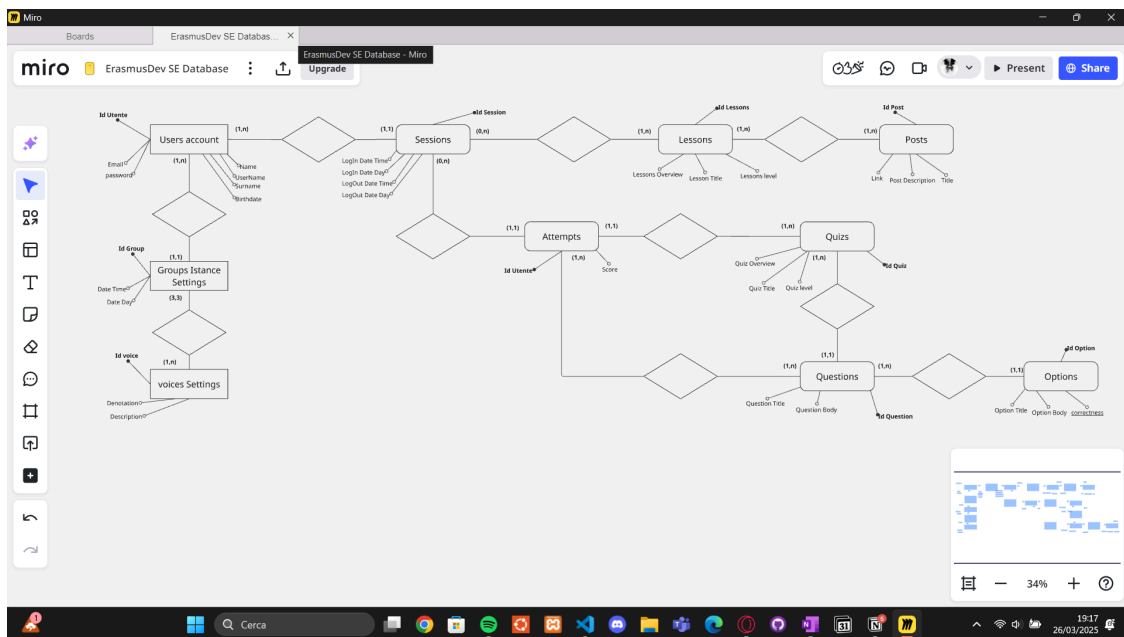 Miro
Boards
ErasmusDev SE Databas...
ErasmusDev SE Database - Miro
miro
ErasmusDev SE Database
Upgrade
Present
Share
Id Utente
Id Session
Id Lessons
Id Post
Users account
(1,n)
(1,1)
Sessions
(0,n)
(1,n)
Lessons
(1,n)
(1,n)
Posts
(1,n)
(0,n)
Email
password
Name
UserName
Surname
Birthdate
LogIn Date Time
LogIn Date Day
LogOut Date Time
LogOut Date Day
Lessons Overview
Lesson Title
Lessons level
Link
Post Description
Title
(1,1)
Attempts
(1,1)
(1,n)
Quizs
Id Group
(1,1)
Groups Istance
Settings
Id Utente
(1,n)
Score
Quiz Overview
(1,n)
Id Quiz
Quiz Title
Quiz level
Date Time
Date Day
(3,3)
Id voice
(1,n)
voices Settings
Denotation
Description
(1,1)
Id Option
(1,n)
Questions
(1,n)
(1,1)
Options
Question Title
Question Body
Id Question
Option Title
Option Body
correctness
34%
1
Cerca
31
19:17
26/03/2025